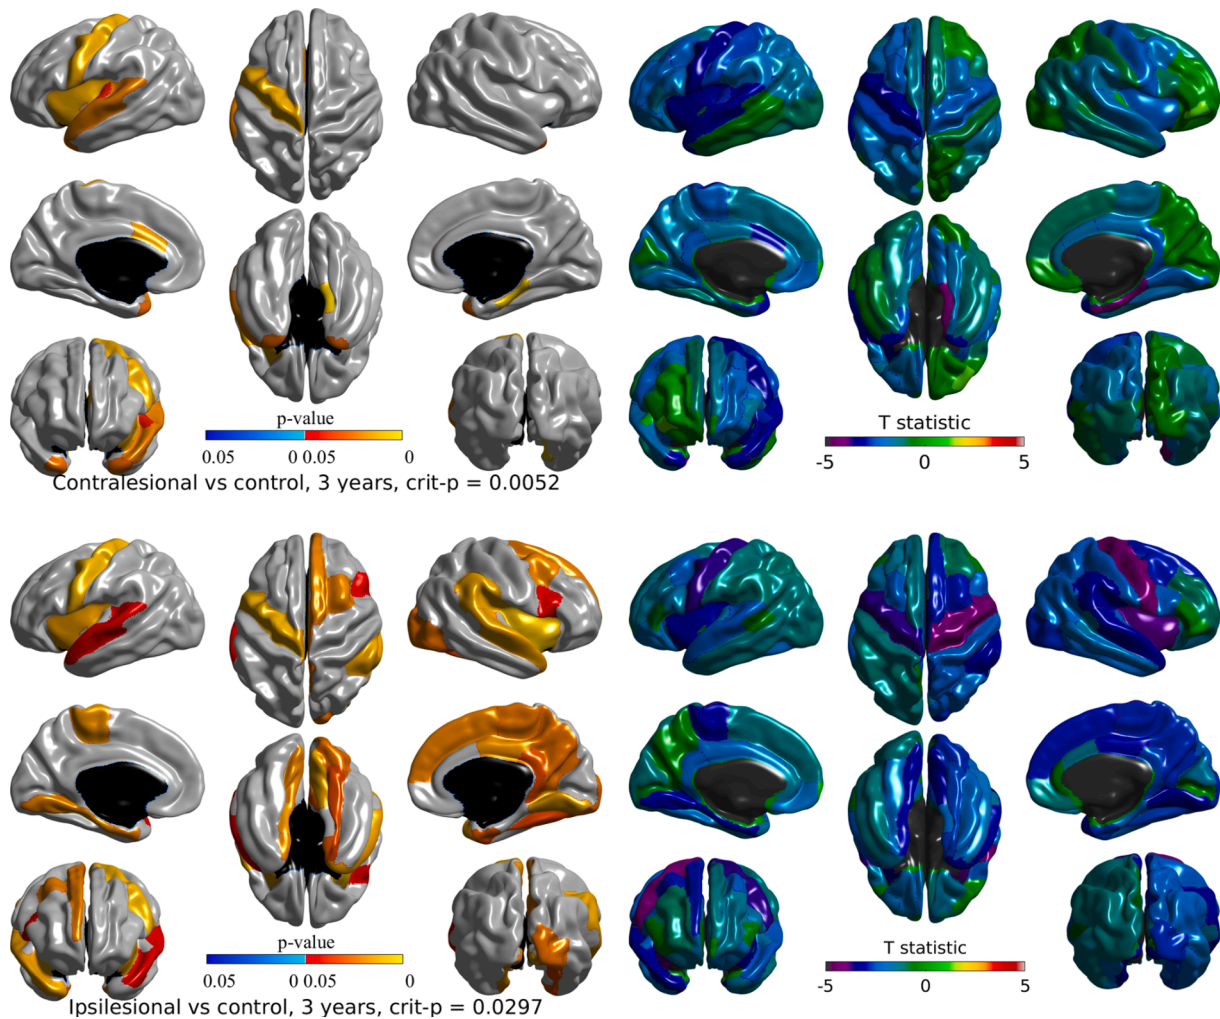 p-value
0.05 0 0.05 0
T statistic
-5 0 5
Contralesional vs control, 3 years, crit-p = 0.0052
p-value
0.05 0 0.05 0
T statistic
-5 0 5
Ipsilesional vs control, 3 years, crit-p = 0.0297